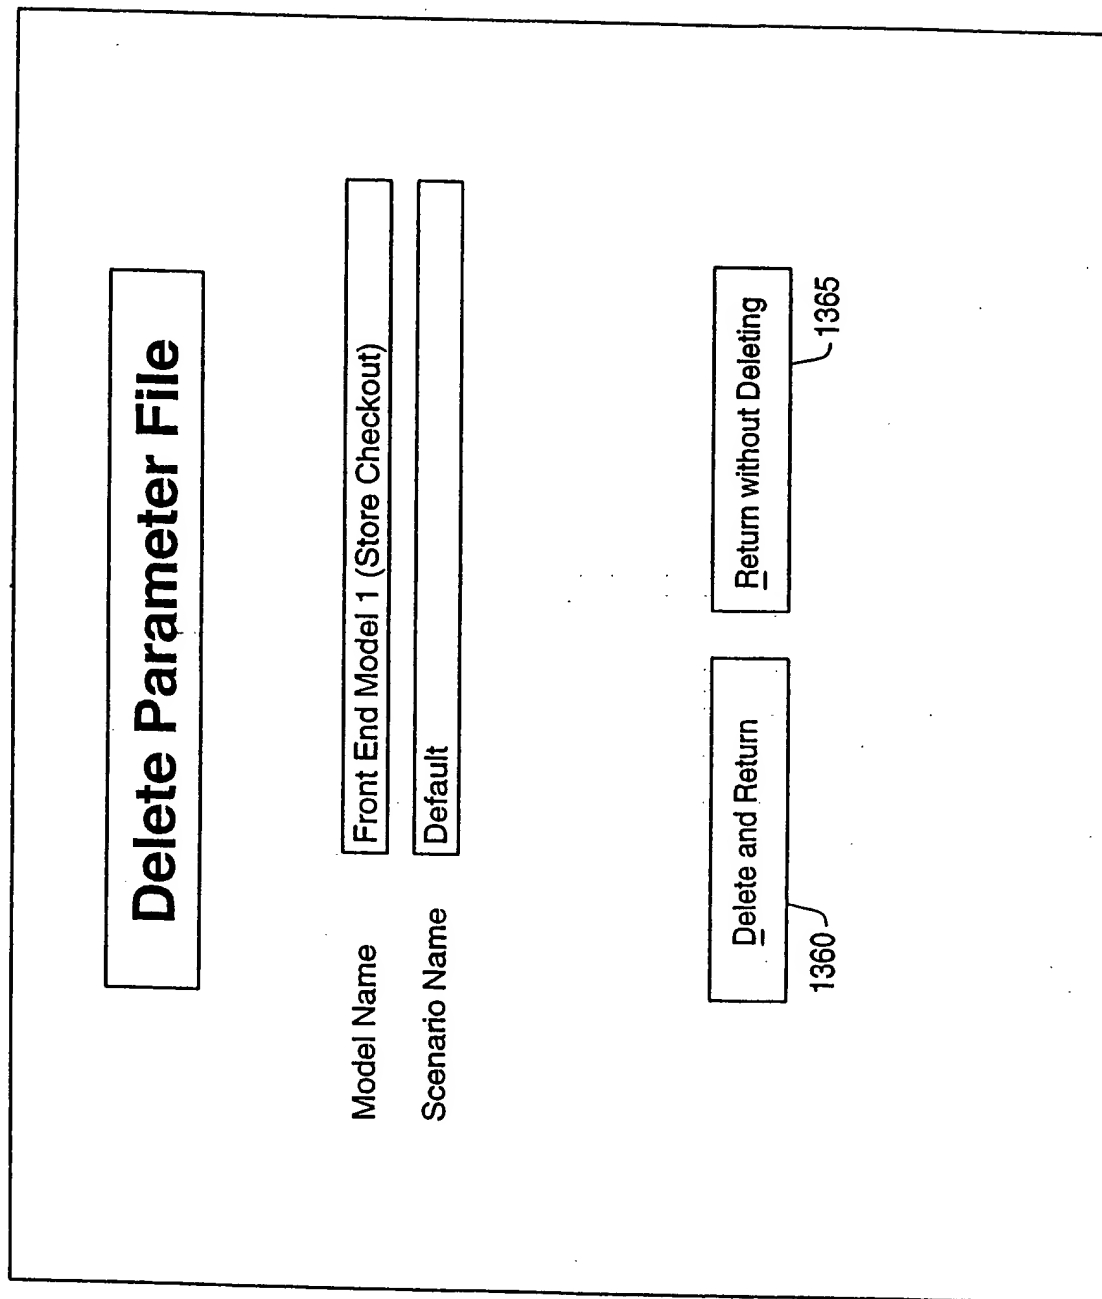 Delete Parameter File
Model Name Front End Model 1 (Store Checkout)
Scenario Name Default
Delete and Return Return without Deleting
1360 1365